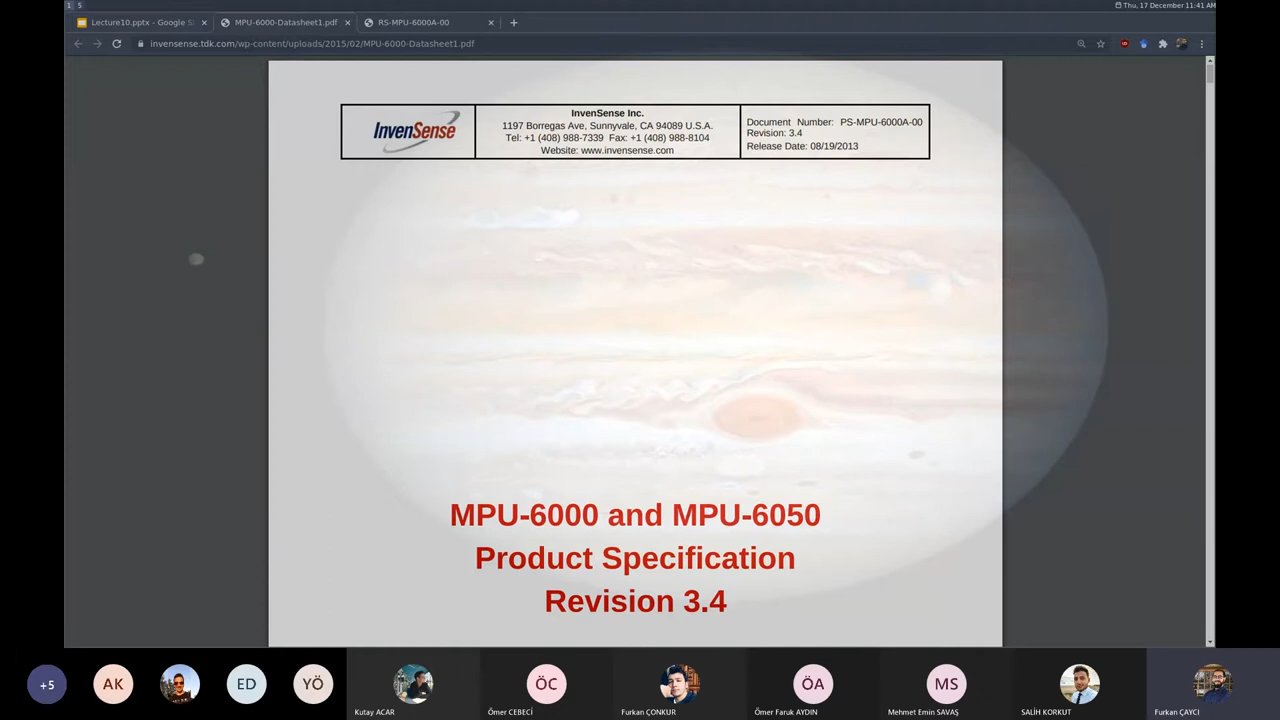 1 5
Thu, 17 December 11:41 AM
Lecture10.pptx - Google S
MPU-6000-Datasheet1.pdf
RS-MPU-6000A-00
invensense.tdk.com/wp-content/uploads/2015/02/MPU-6000-Datasheet1.pdf
InvenSense
InvenSense Inc.
1197 Borregas Ave, Sunnyvale, CA 94089 U.S.A.
Tel: +1 (408) 988-7339 Fax: +1 (408) 988-8104
Website: www.invensense.com
Document Number: PS-MPU-6000A-00
Revision: 3.4
Release Date: 08/19/2013
MPU-6000 and MPU-6050
Product Specification
Revision 3.4
+5
AK
ED
YÖ
ÖC
ÖA
MS
Kutay ACAR
Ömer CEBECİ
Furkan ÇONKUR
Ömer Faruk AYDIN
Mehmet Emin SAVAŞ
SALİH KORKUT
Furkan ÇAYCI